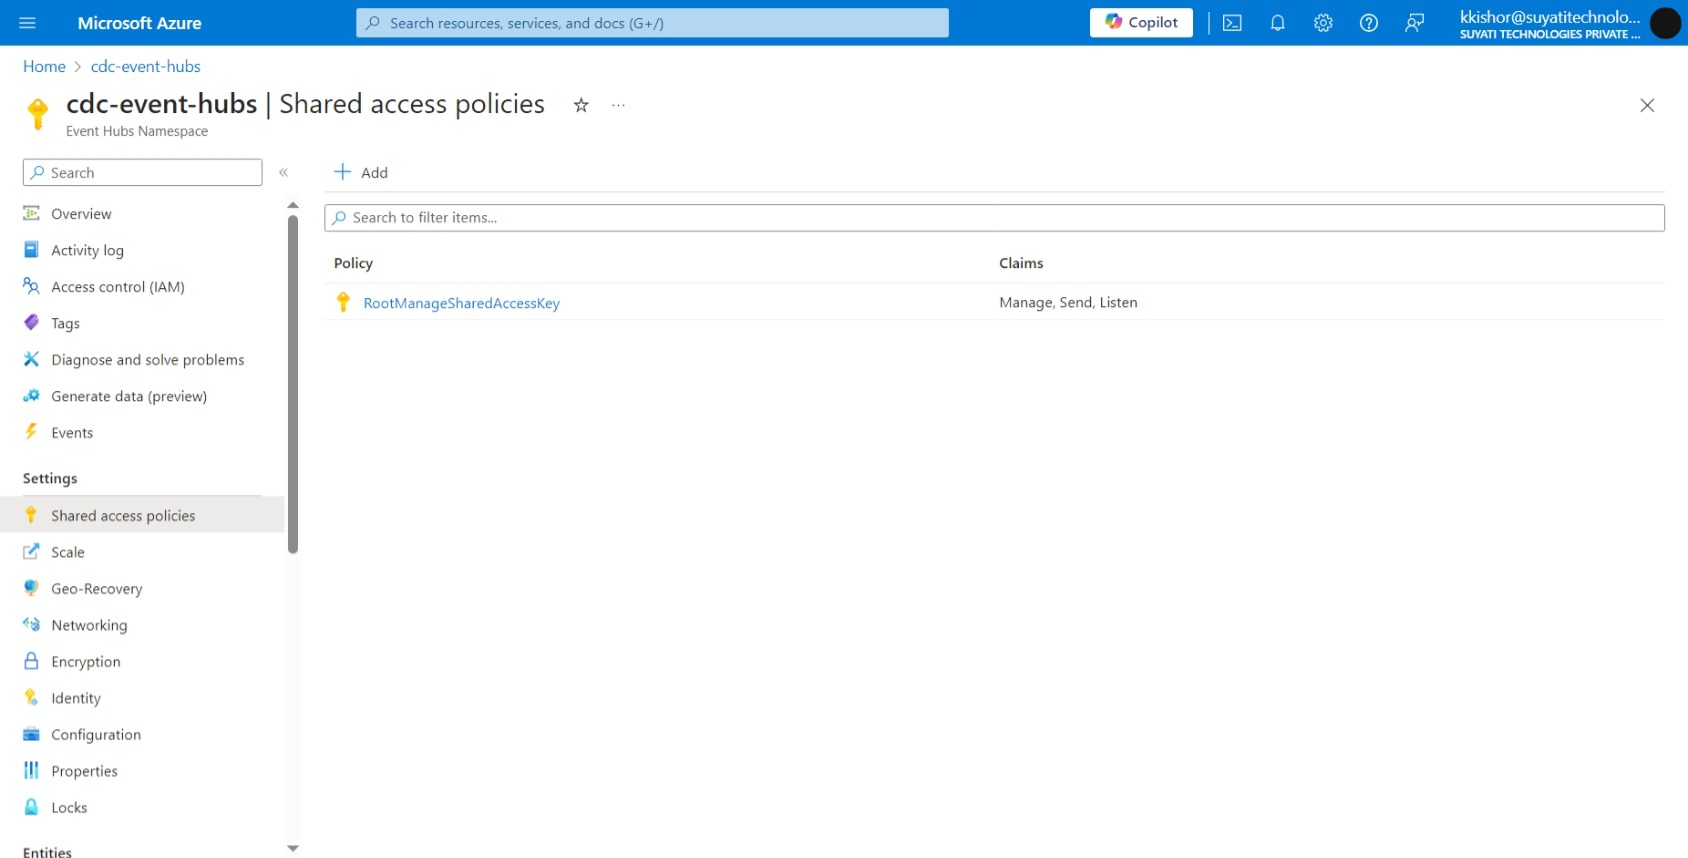 Microsoft Azure
Search resources, services, and docs (G+/)
Copilot
kkishor@suyatitechnolo...
SUYATI TECHNOLOGIES PRIVATE ...
Home > cdc-event-hubs
cdc-event-hubs | Shared access policies
Event Hubs Namespace
Search
Add
Search to filter items...
Policy Claims
RootManageSharedAccessKey Manage, Send, Listen
Overview
Activity log
Access control (IAM)
Tags
Diagnose and solve problems
Generate data (preview)
Events
Settings
Shared access policies
Scale
Geo-Recovery
Networking
Encryption
Identity
Configuration
Properties
Locks
Entities